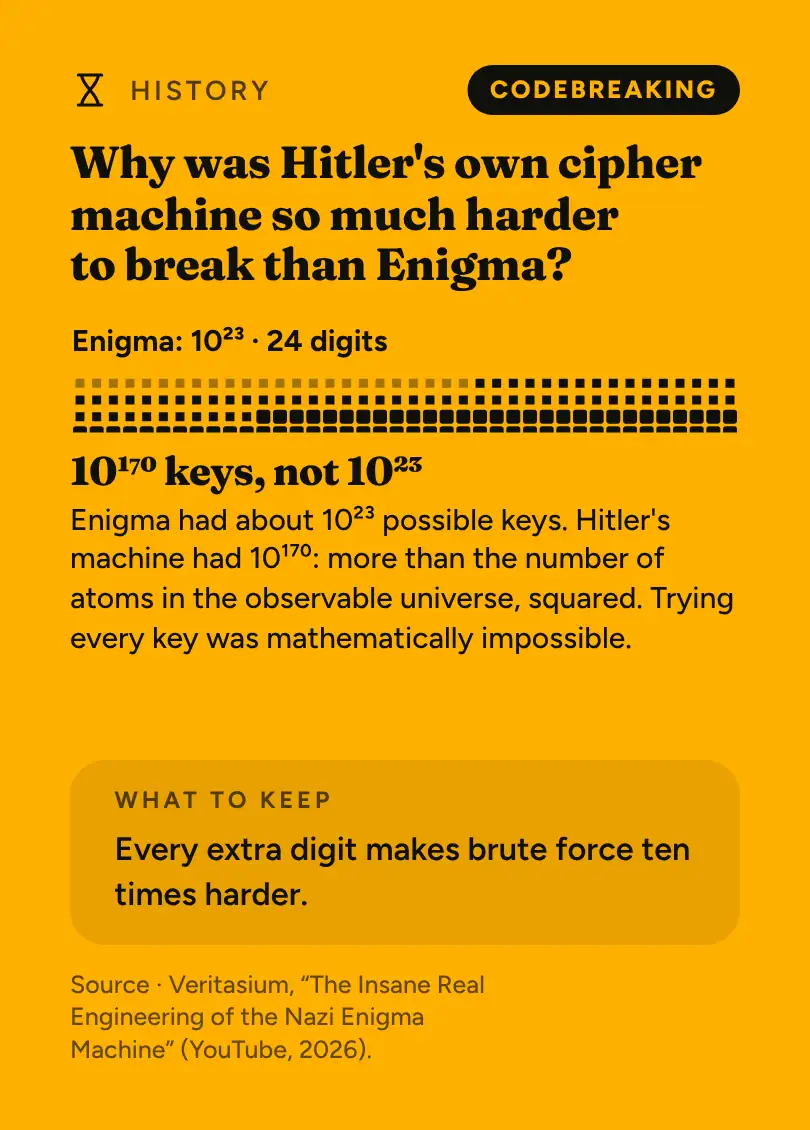 HISTORY
CODEBREAKING
Why was Hitler's own cipher
machine so much harder
to break than Enigma?
Enigma: 10²³ · 24 digits
10¹⁷⁰ keys, not 10²³
Enigma had about 10²³ possible keys. Hitler's
machine had 10¹⁷⁰: more than the number of
atoms in the observable universe, squared. Trying
every key was mathematically impossible.
WHAT TO KEEP
Every extra digit makes brute force ten
times harder.
Source · Veritasium, “The Insane Real
Engineering of the Nazi Enigma
Machine” (YouTube, 2026).